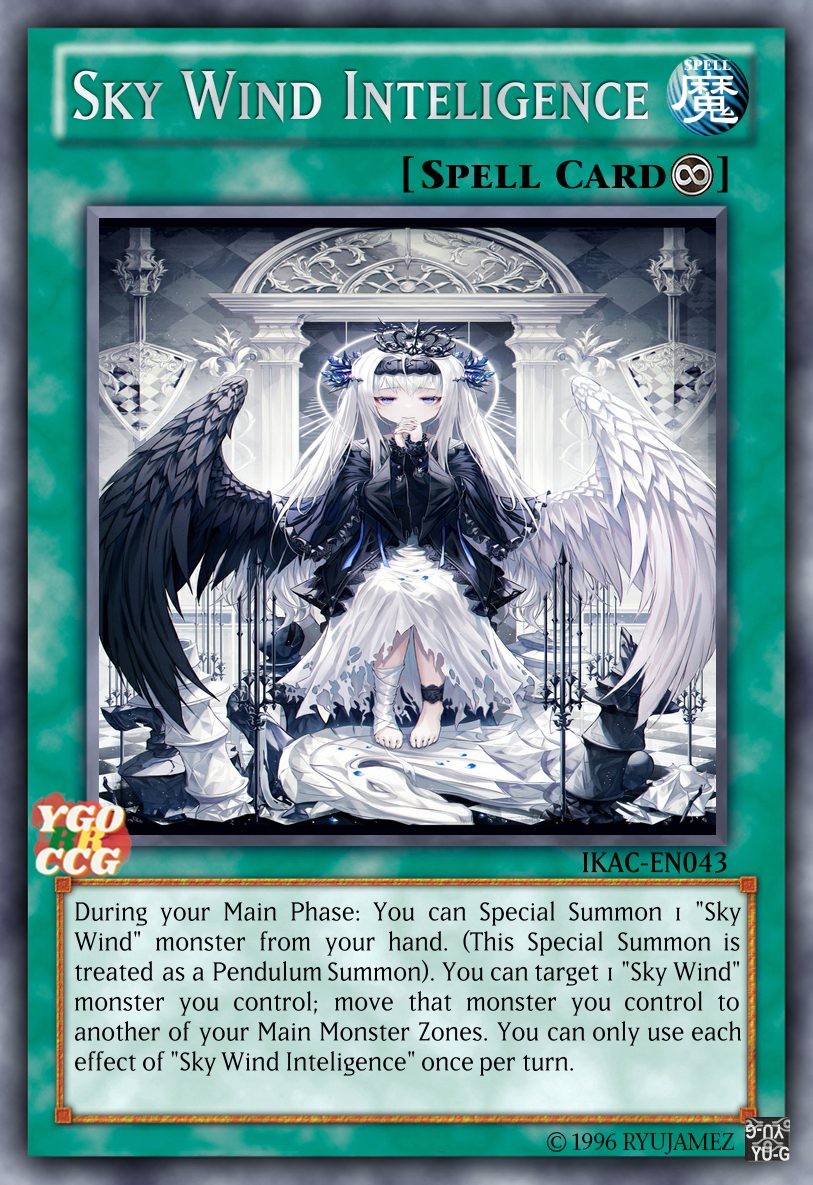 Sky Wind Inteligence
SPELL
魔
[Spell Card]
YGO
BR
CCG
IKAC-EN043
During your Main Phase: You can Special Summon 1 "Sky
Wind" monster from your hand. (This Special Summon is
treated as a Pendulum Summon). You can target 1 "Sky Wind"
monster you control; move that monster you control to
another of your Main Monster Zones. You can only use each
effect of "Sky Wind Inteligence" once per turn.
© 1996 RYUJAMEZ
YU-G
YU-G